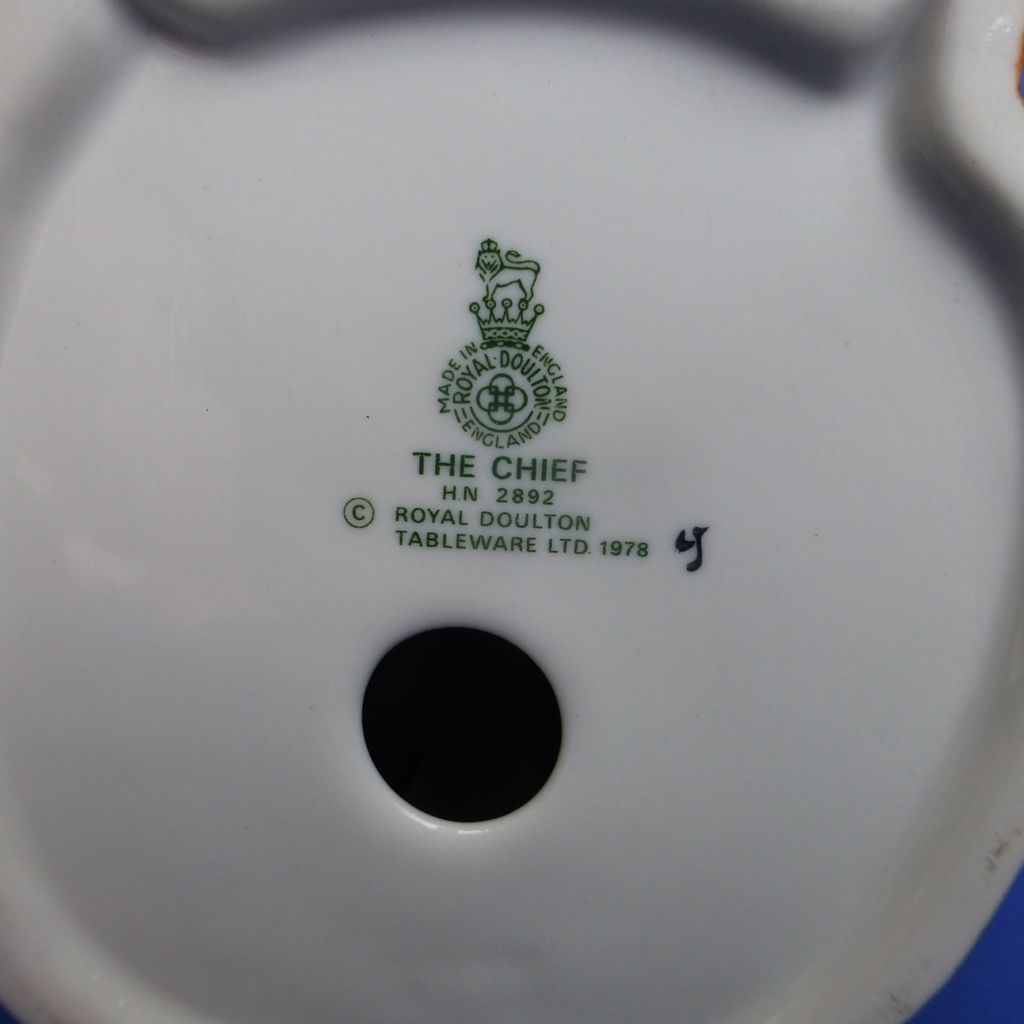 MADE IN ENGLAND
ROYAL·DOULTON
ENGLAND
THE CHIEF
H.N 2892
© ROYAL DOULTON
TABLEWARE LTD. 1978